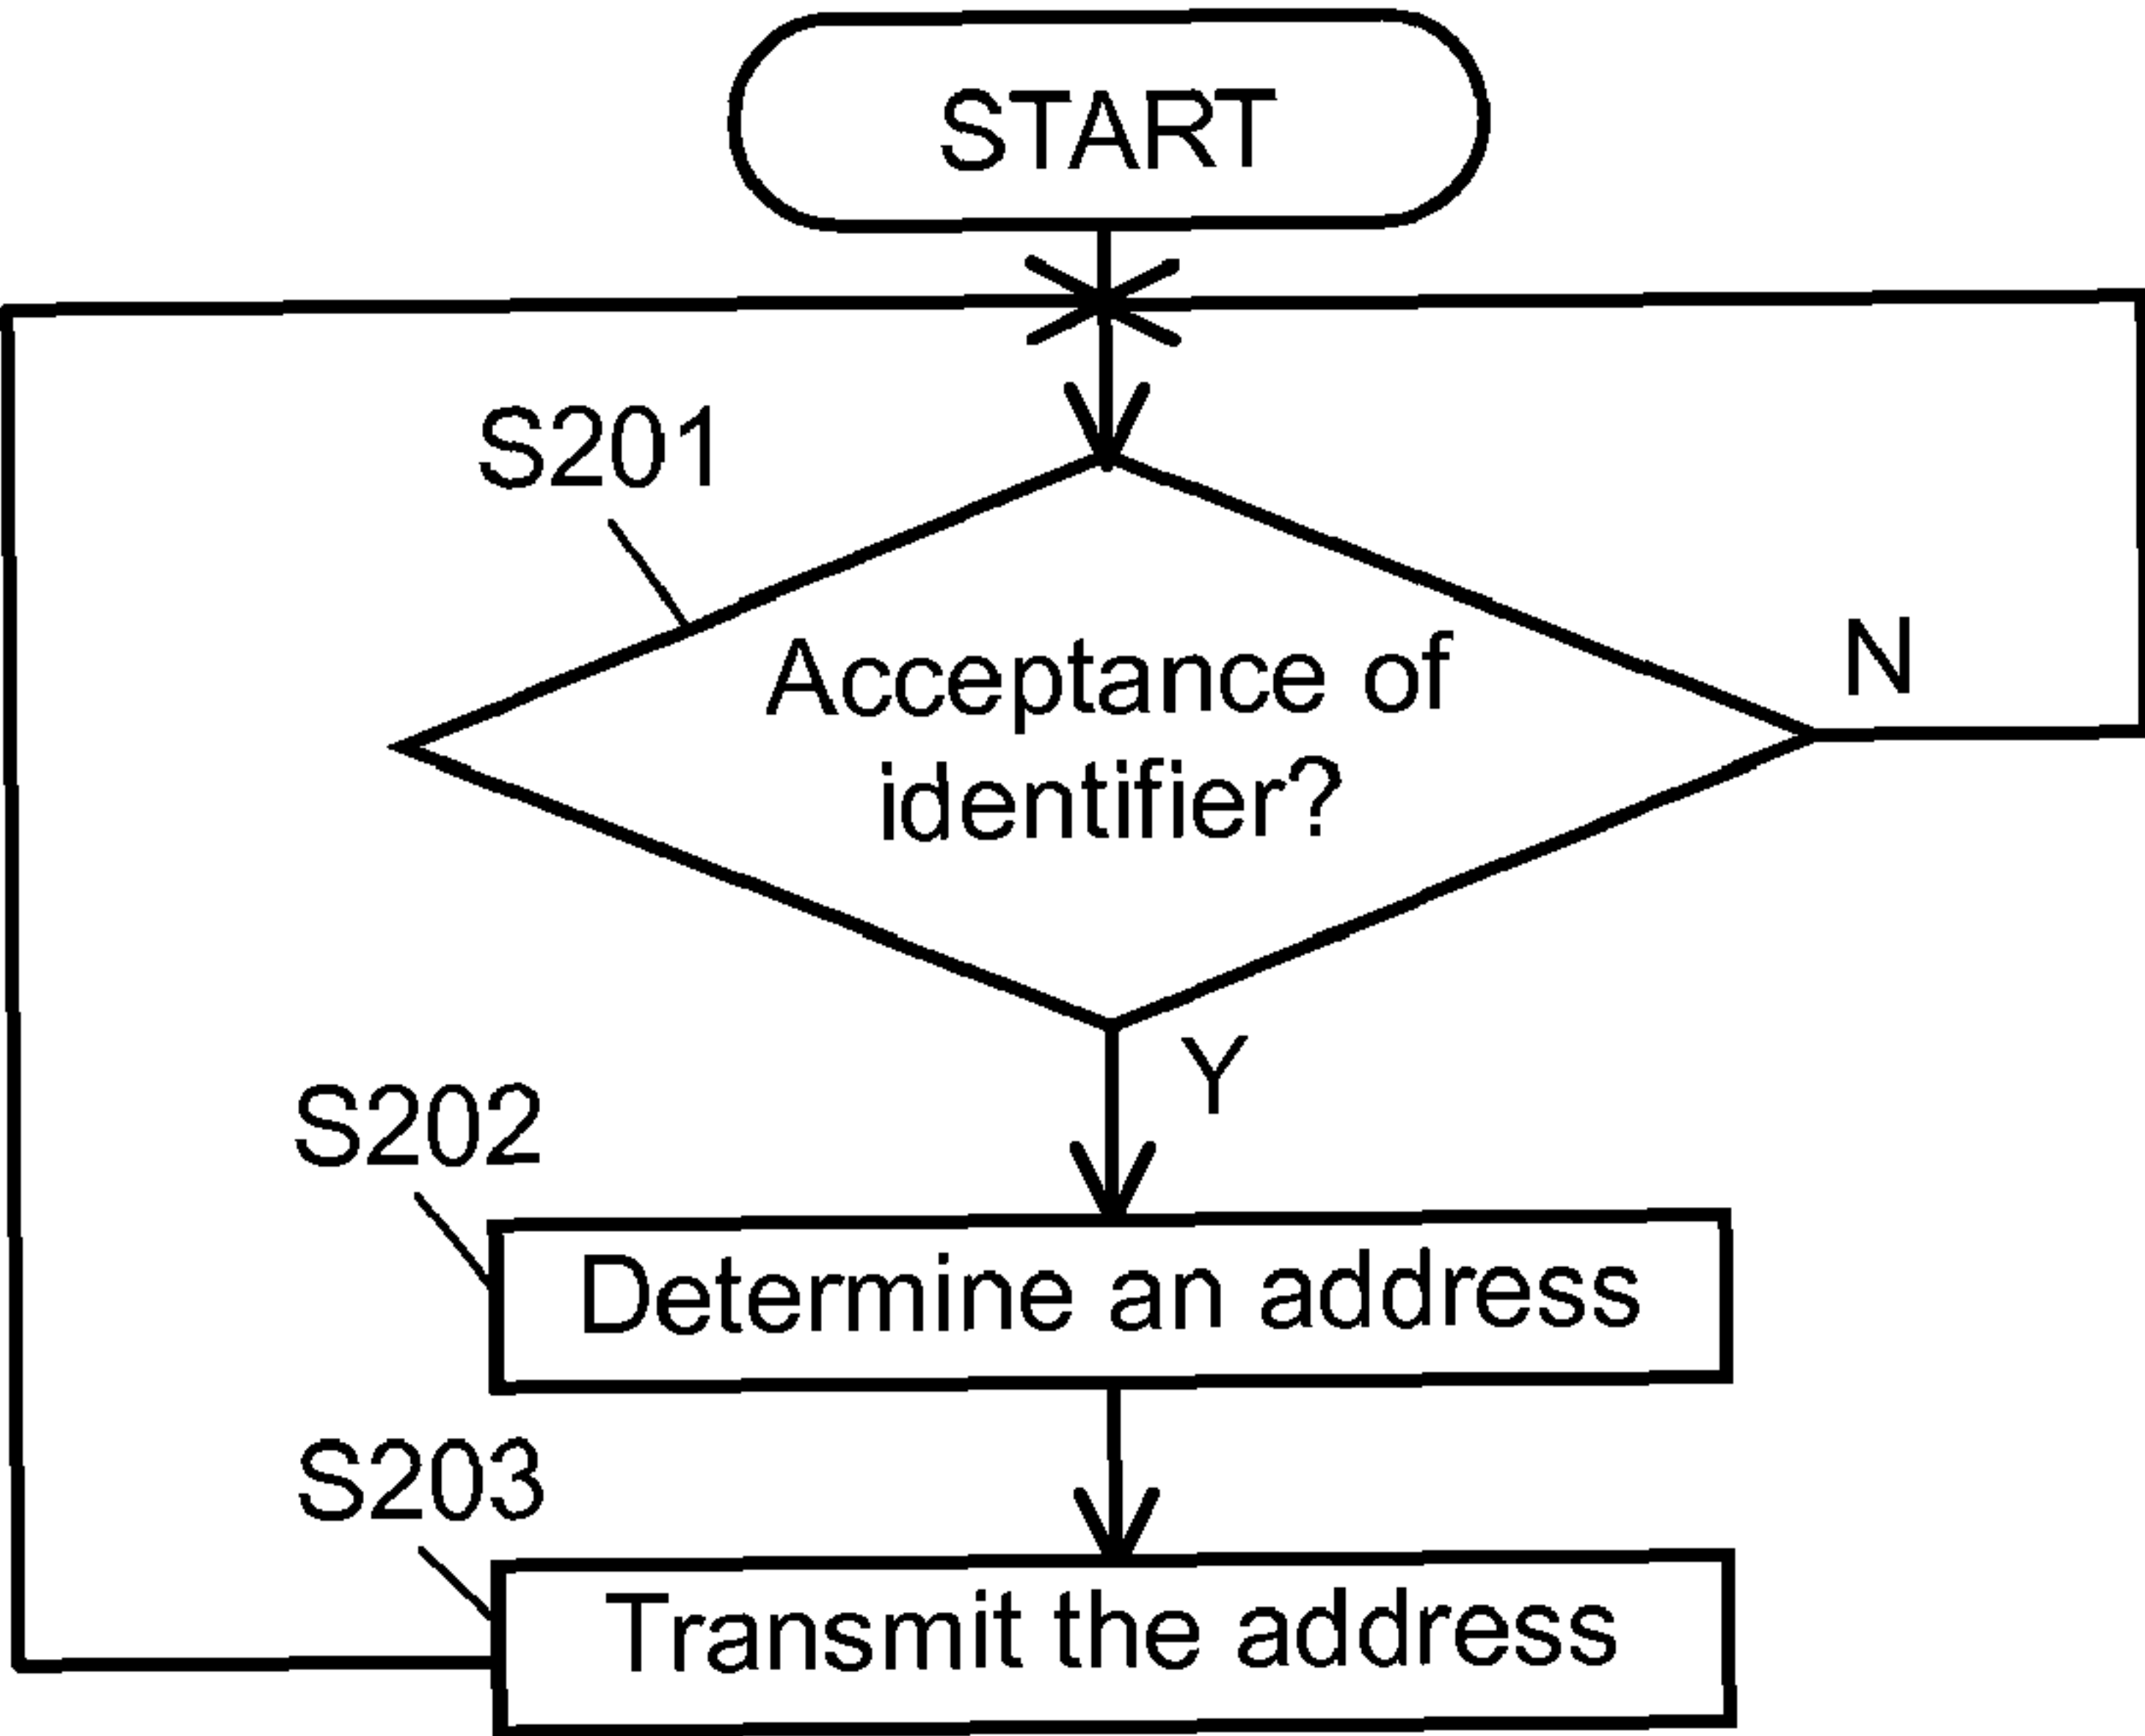 START
S201
Acceptance of
identifier?
N
Y
S202
Determine an address
S203
Transmit the address